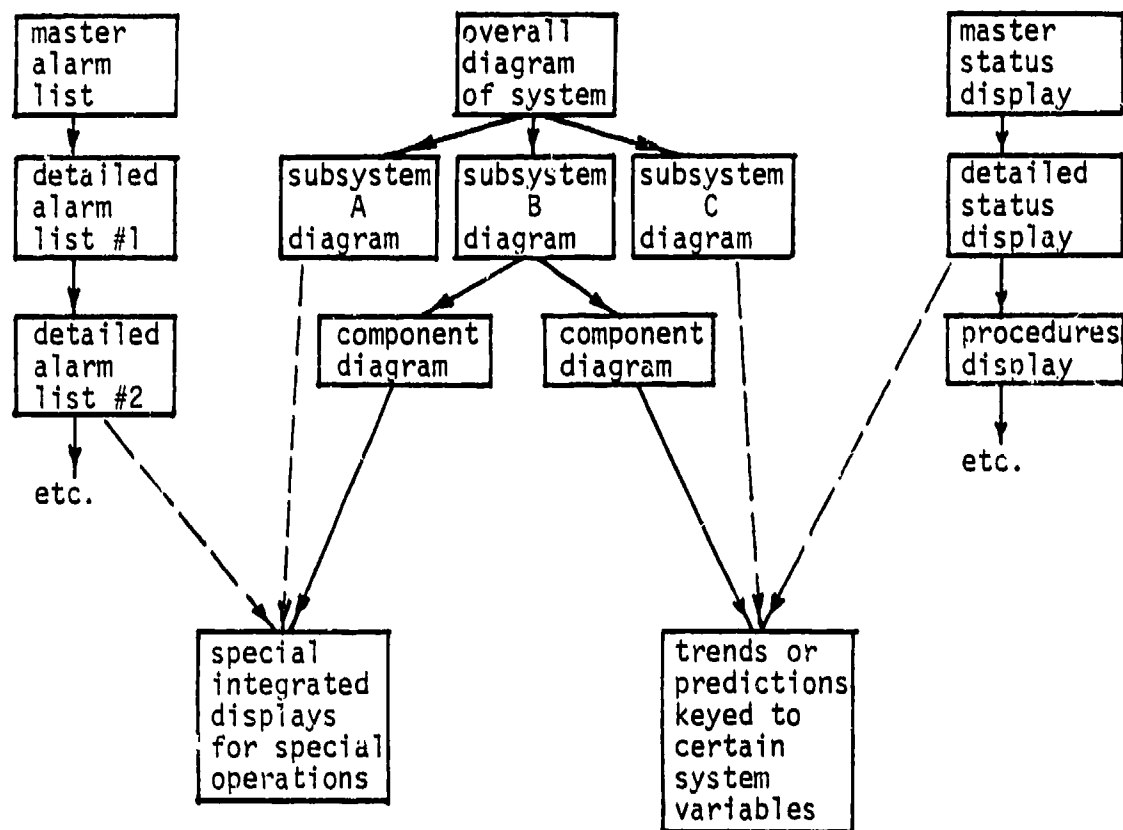 master
alarm
list
overall
diagram
of system
master
status
display
detailed
alarm
list #1
subsystem
A
diagram
subsystem
B
diagram
subsystem
C
diagram
detailed
status
display
detailed
alarm
list #2
component
diagram
component
diagram
procedures
display
etc.
etc.
special
integrated
displays
for special
operations
trends or
predictions
keyed to
certain
system
variables